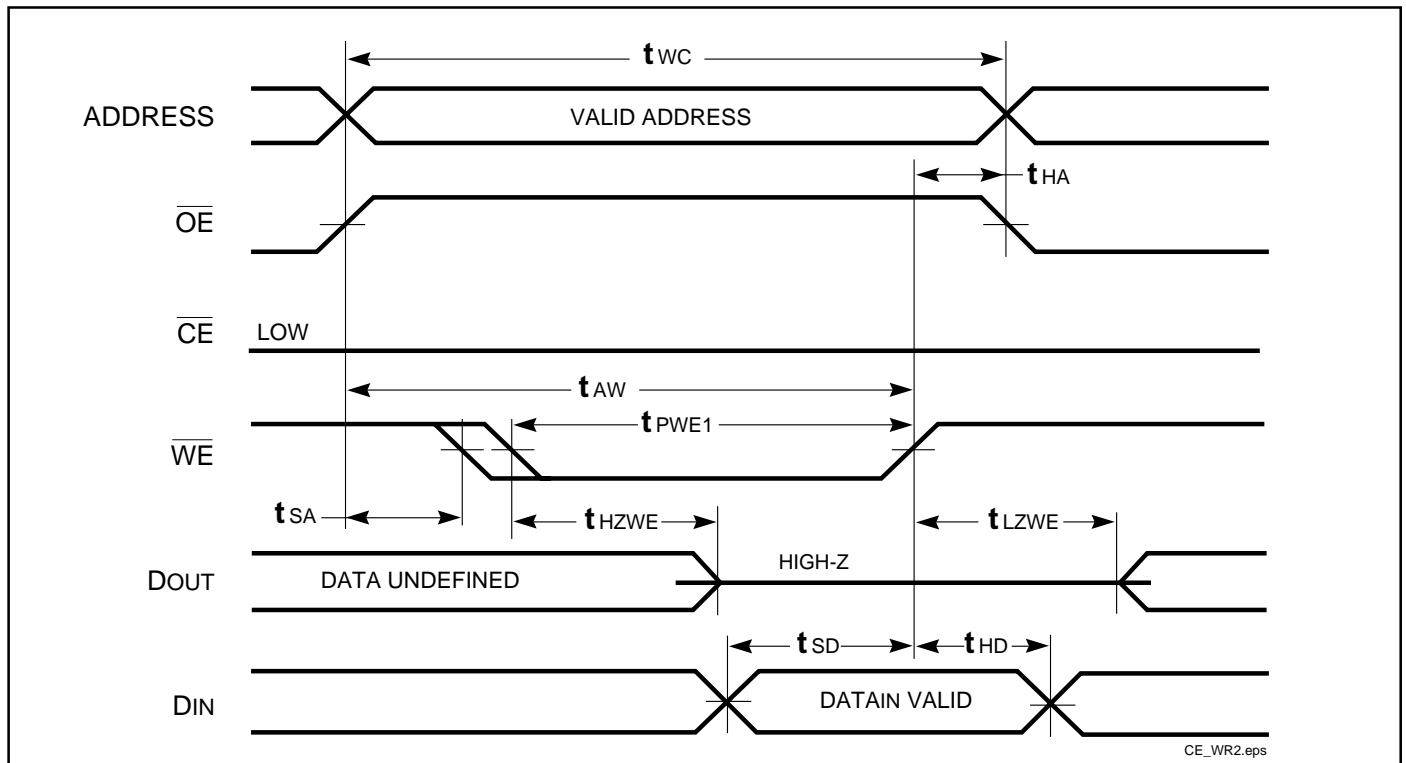 tWC
ADDRESS
VALID ADDRESS
tHA
OE
CE
LOW
tAW
tPWE1
WE
tSA
tHZWE
tLZWE
DOUT
DATA UNDEFINED
HIGH-Z
tSD
tHD
DIN
DATAIN VALID
CE_WR2.eps